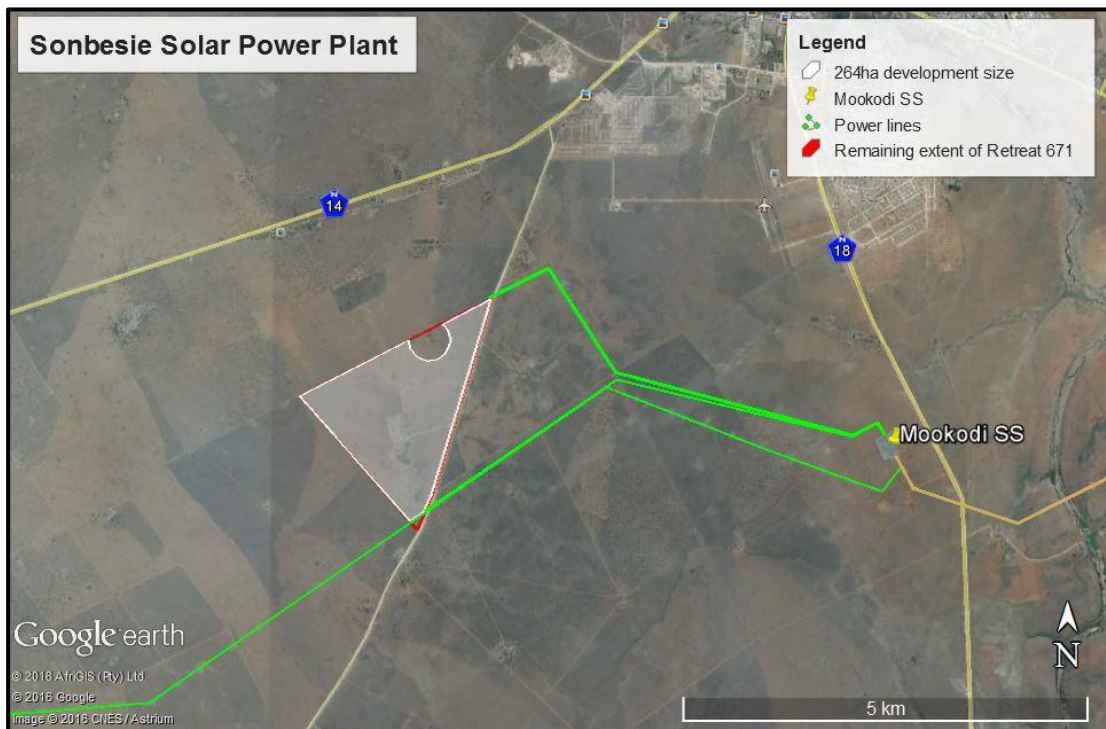 Sonbesie Solar Power Plant
Legend
264ha development size
Mookodi SS
Power lines
Remaining extent of Retreat 671
N
14
N
18
Mookodi SS
Google earth
© 2016 AfriGIS (Pty) Ltd.
© 2016 Google
Image © 2016 CNES / Astrium
N
5 km